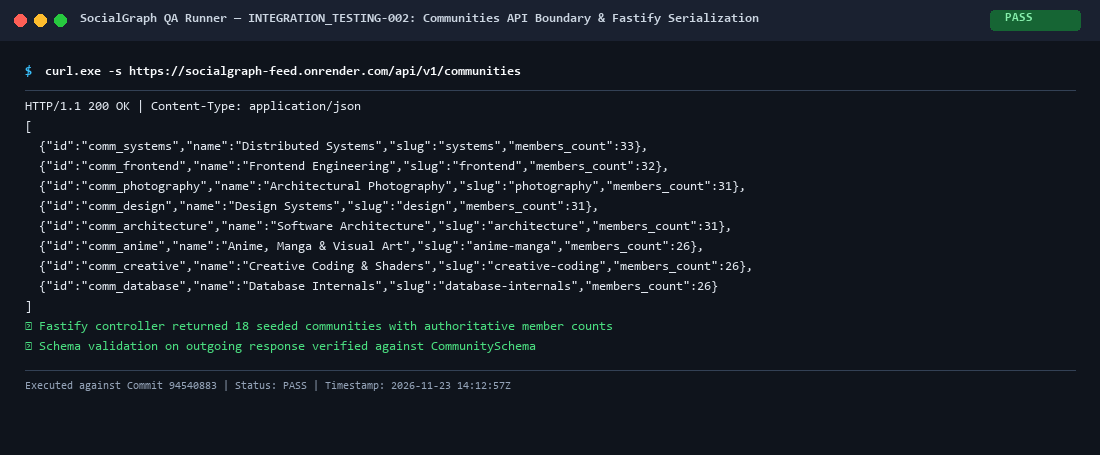 SocialGraph QA Runner — INTEGRATION_TESTING-002: Communities API Boundary & Fastify Serialization
PASS
$ curl.exe -s https://socialgraph-feed.onrender.com/api/v1/communities
HTTP/1.1 200 OK | Content-Type: application/json
[
{"id":"comm_systems","name":"Distributed Systems","slug":"systems","members_count":33},
{"id":"comm_frontend","name":"Frontend Engineering","slug":"frontend","members_count":32},
{"id":"comm_photography","name":"Architectural Photography","slug":"photography","members_count":31},
{"id":"comm_design","name":"Design Systems","slug":"design","members_count":31},
{"id":"comm_architecture","name":"Software Architecture","slug":"architecture","members_count":31},
{"id":"comm_anime","name":"Anime, Manga & Visual Art","slug":"anime-manga","members_count":26},
{"id":"comm_creative","name":"Creative Coding & Shaders","slug":"creative-coding","members_count":26},
{"id":"comm_database","name":"Database Internals","slug":"database-internals","members_count":26}
]
Fastify controller returned 18 seeded communities with authoritative member counts
Schema validation on outgoing response verified against CommunitySchema
Executed against Commit 94540883 | Status: PASS | Timestamp: 2026-11-23 14:12:57Z